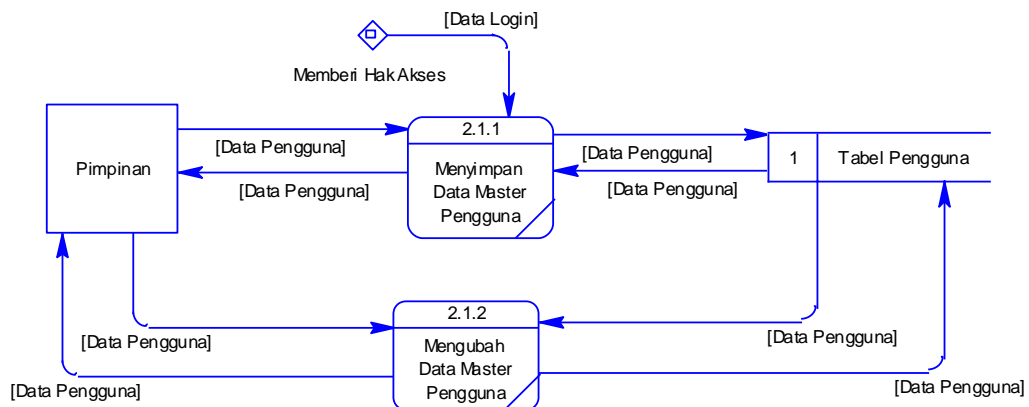 [Data Login]
Memberi Hak Akses
2.1.1
[Data Pengguna]
[Data Pengguna]
1
Tabel Pengguna
Pimpinan
Menyimpan
Data Master
Pengguna
[Data Pengguna]
[Data Pengguna]
2.1.2
[Data Pengguna]
[Data Pengguna]
Mengubah
Data Master
Pengguna
[Data Pengguna]
[Data Pengguna]